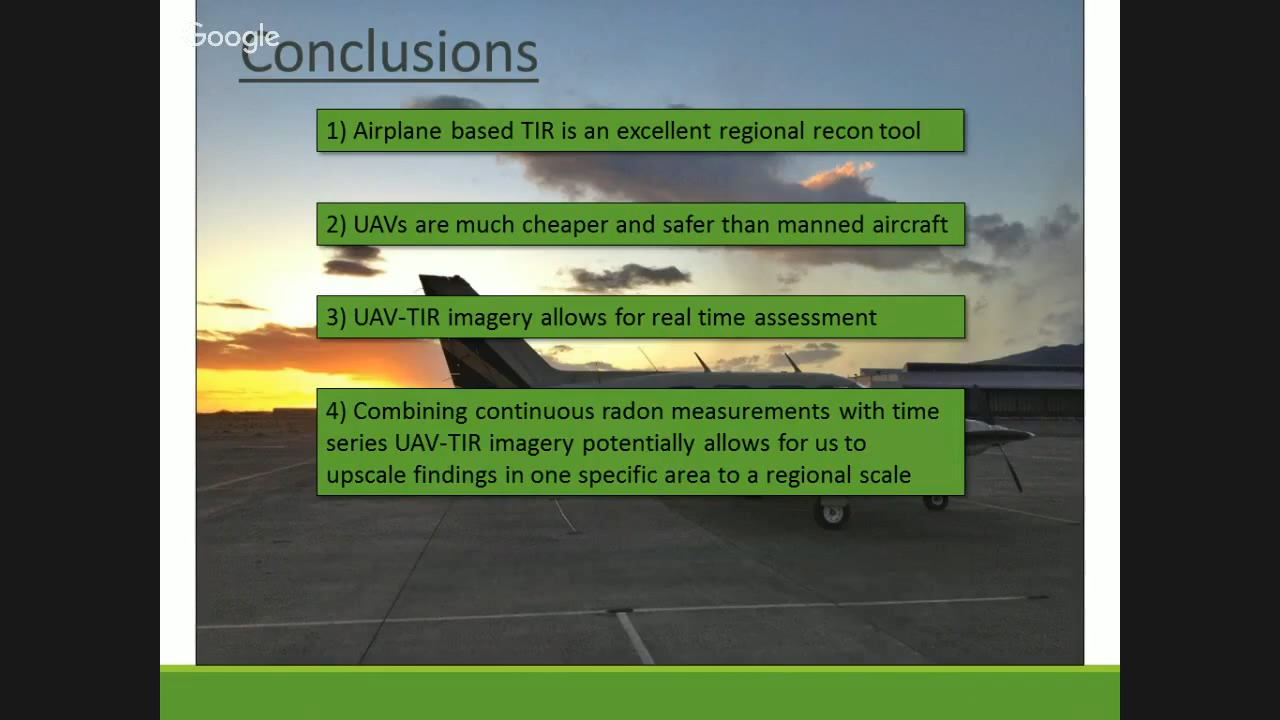 Google
Conclusions
1) Airplane based TIR is an excellent regional recon tool
2) UAVs are much cheaper and safer than manned aircraft
3) UAV-TIR imagery allows for real time assessment
4) Combining continuous radon measurements with time
series UAV-TIR imagery potentially allows for us to
upscale findings in one specific area to a regional scale